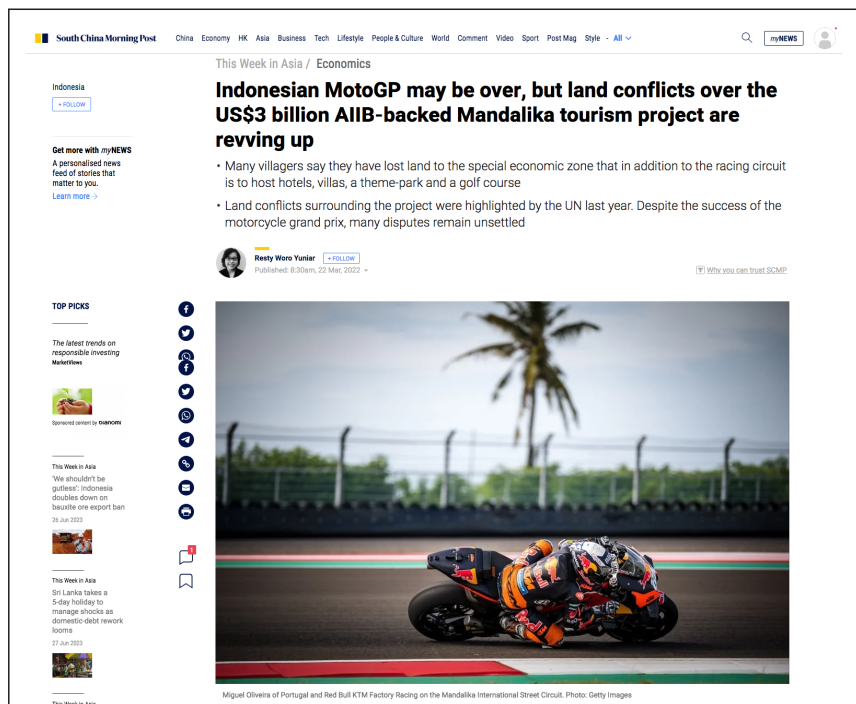 South China Morning Post
China Economy HK Asia Business Tech Lifestyle People & Culture World Comment Video Sport Post Mag Style - All
myNEWS
This Week in Asia / Economics
Indonesia
+ FOLLOW
Get more with myNEWS
A personalised news
feed of stories that
matter to you.
Learn more →
Indonesian MotoGP may be over, but land conflicts over the
US$3 billion AIIB-backed Mandalika tourism project are
revving up
• Many villagers say they have lost land to the special economic zone that in addition to the racing circuit
is to host hotels, villas, a theme-park and a golf course
• Land conflicts surrounding the project were highlighted by the UN last year. Despite the success of the
motorcycle grand prix, many disputes remain unsettled
Resty Woro Yuniar + FOLLOW
Published: 8:30am, 22 Mar, 2022
Why you can trust SCMP
TOP PICKS
The latest trends on
responsible investing
MarketViews
Sponsored content by
This Week in Asia
‘We shouldn’t be
gutless’: Indonesia
doubles down on
bauxite ore export ban
26 Jun 2023
This Week in Asia
Sri Lanka takes a
5-day holiday to
manage shocks as
domestic-debt rework
looms
27 Jun 2023
1
Red Bull
Miguel Oliveira of Portugal and Red Bull KTM Factory Racing on the Mandalika International Street Circuit. Photo: Getty Images